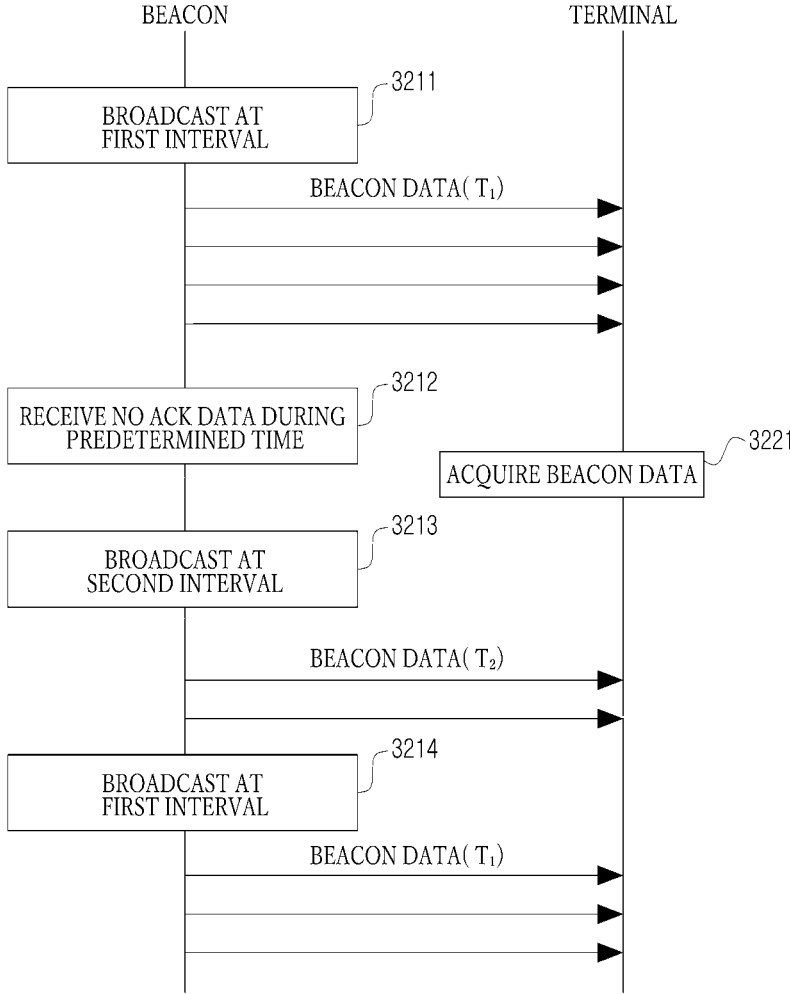 BEACON
TERMINAL
3211
BROADCAST AT
FIRST INTERVAL
BEACON DATA( T₁)
3212
RECEIVE NO ACK DATA DURING
PREDETERMINED TIME
3221
ACQUIRE BEACON DATA
3213
BROADCAST AT
SECOND INTERVAL
BEACON DATA( T₂)
3214
BROADCAST AT
FIRST INTERVAL
BEACON DATA( T₁)